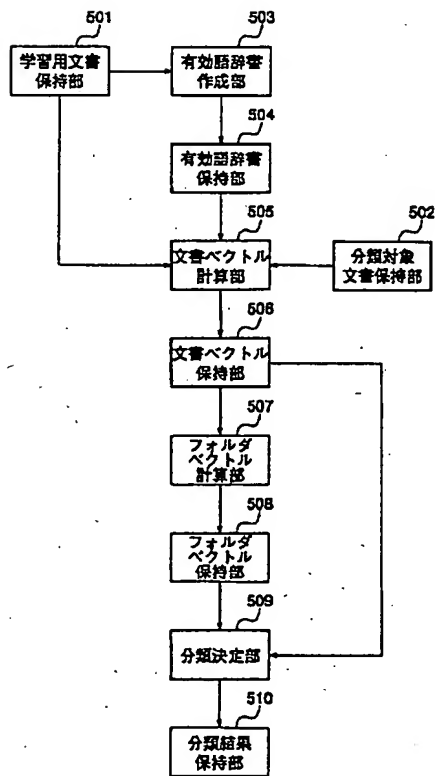 501
学習用文書
保持部
503
有効語辞書
作成部
504
有効語辞書
保持部
505
文書ベクトル
計算部
502
分類対象
文書保持部
506
文書ベクトル
保持部
507
フォルダ
ベクトル
計算部
508
フォルダ
ベクトル
保持部
509
分類決定部
510
分類結果
保持部